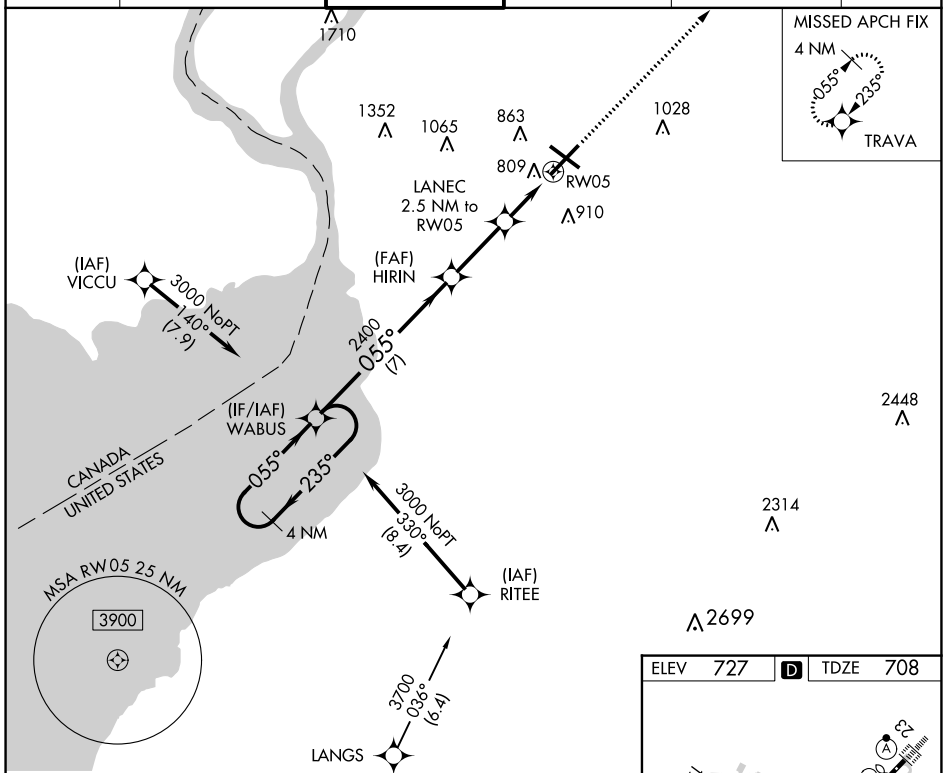 1710
MISSED APCH FIX
4 NM
055°
235°
TRAVA
1352
1065
863
1028
809
RW05
LANEC
2.5 NM to
RW05
910
(FAF)
HIRIN
(IAF)
VICCU
3000 NoPT
140°
(7.9)
2400
055°
(7)
(IF/IAF)
WABUS
2448
055°
235°
CANADA
UNITED STATES
4 NM
3000 NoPT
330°
(8.4)
2314
(IAF)
RITEE
MSA RW05 25 NM
3900
2699
3700
036°
(6.4)
LANGS
ELEV 727 D TDZE 708
23
A